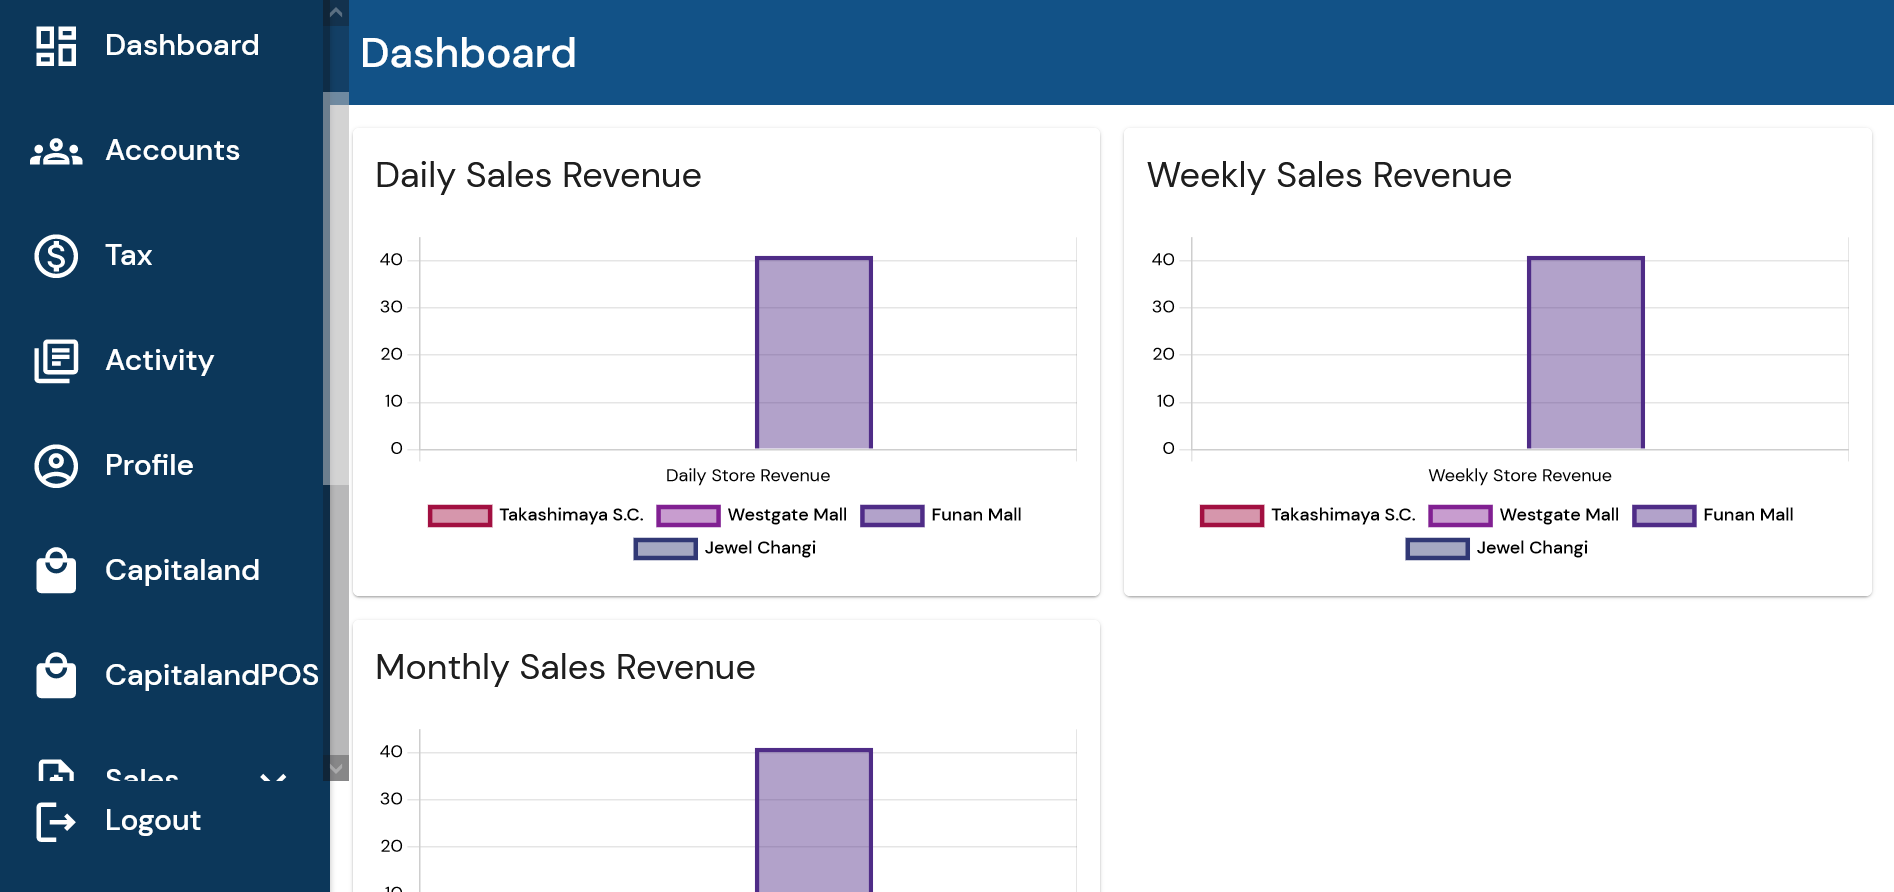 Dashboard
Accounts
Tax
Activity
Profile
Capitaland
CapitalandPOS
Sales
Logout
Dashboard
Daily Sales Revenue
40
30
20
10
0
Daily Store Revenue
Takashimaya S.C. Westgate Mall Funan Mall
Jewel Changi
Weekly Sales Revenue
40
30
20
10
0
Weekly Store Revenue
Takashimaya S.C. Westgate Mall Funan Mall
Jewel Changi
Monthly Sales Revenue
40
30
20
10